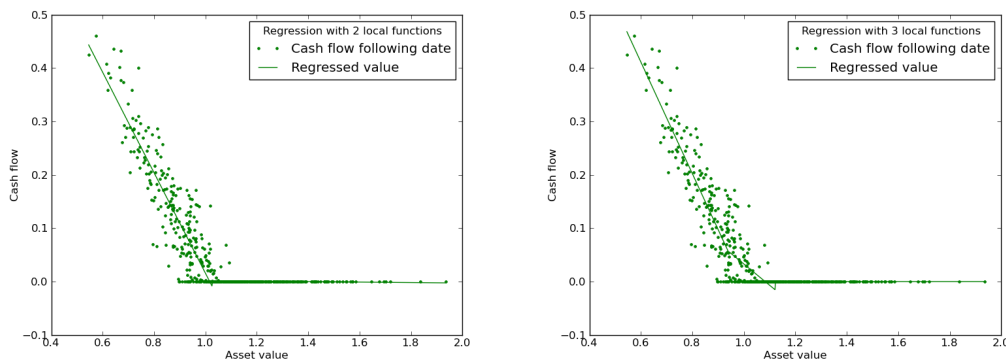 Regression with 2 local functions
Cash flow following date
Regressed value
0.5
0.4
0.3
0.2
0.1
0.0
−0.1
Cash flow
0.4 0.6 0.8 1.0 1.2 1.4 1.6 1.8 2.0
Asset value
Regression with 3 local functions
Cash flow following date
Regressed value
0.5
0.4
0.3
0.2
0.1
0.0
−0.1
Cash flow
0.4 0.6 0.8 1.0 1.2 1.4 1.6 1.8 2.0
Asset value